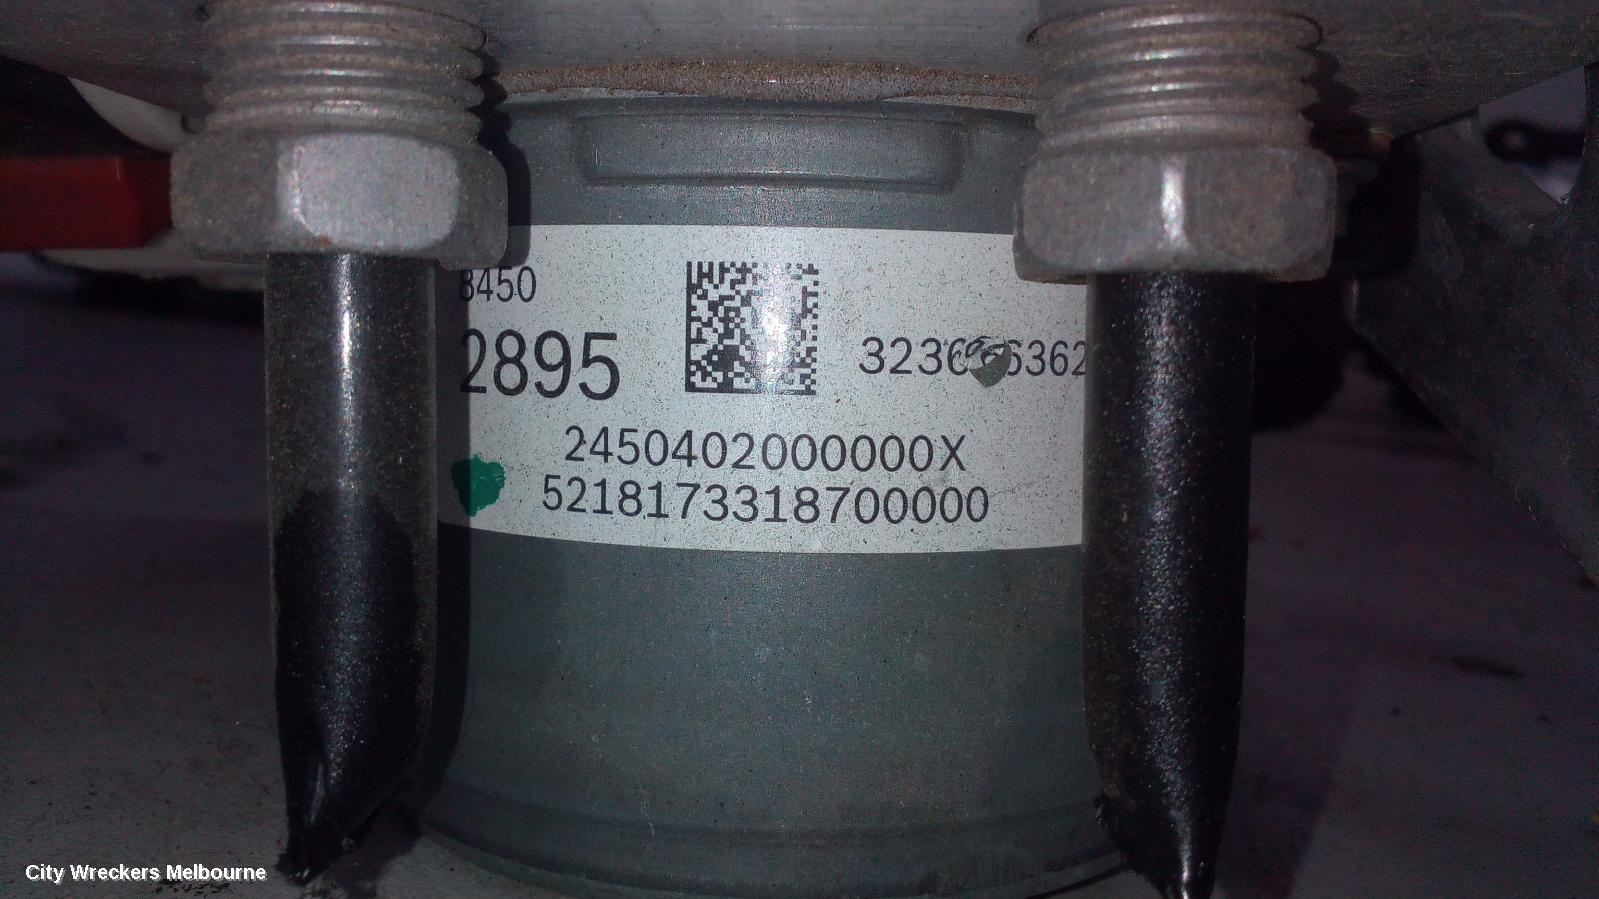 8450
2895
2450402000000X
5218173318700000
City Wreckers Melbourne